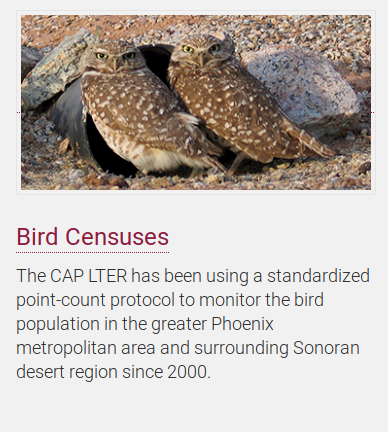 Bird Censuses
The CAP LTER has been using a standardized
point-count protocol to monitor the bird
population in the greater Phoenix
metropolitan area and surrounding Sonoran
desert region since 2000.